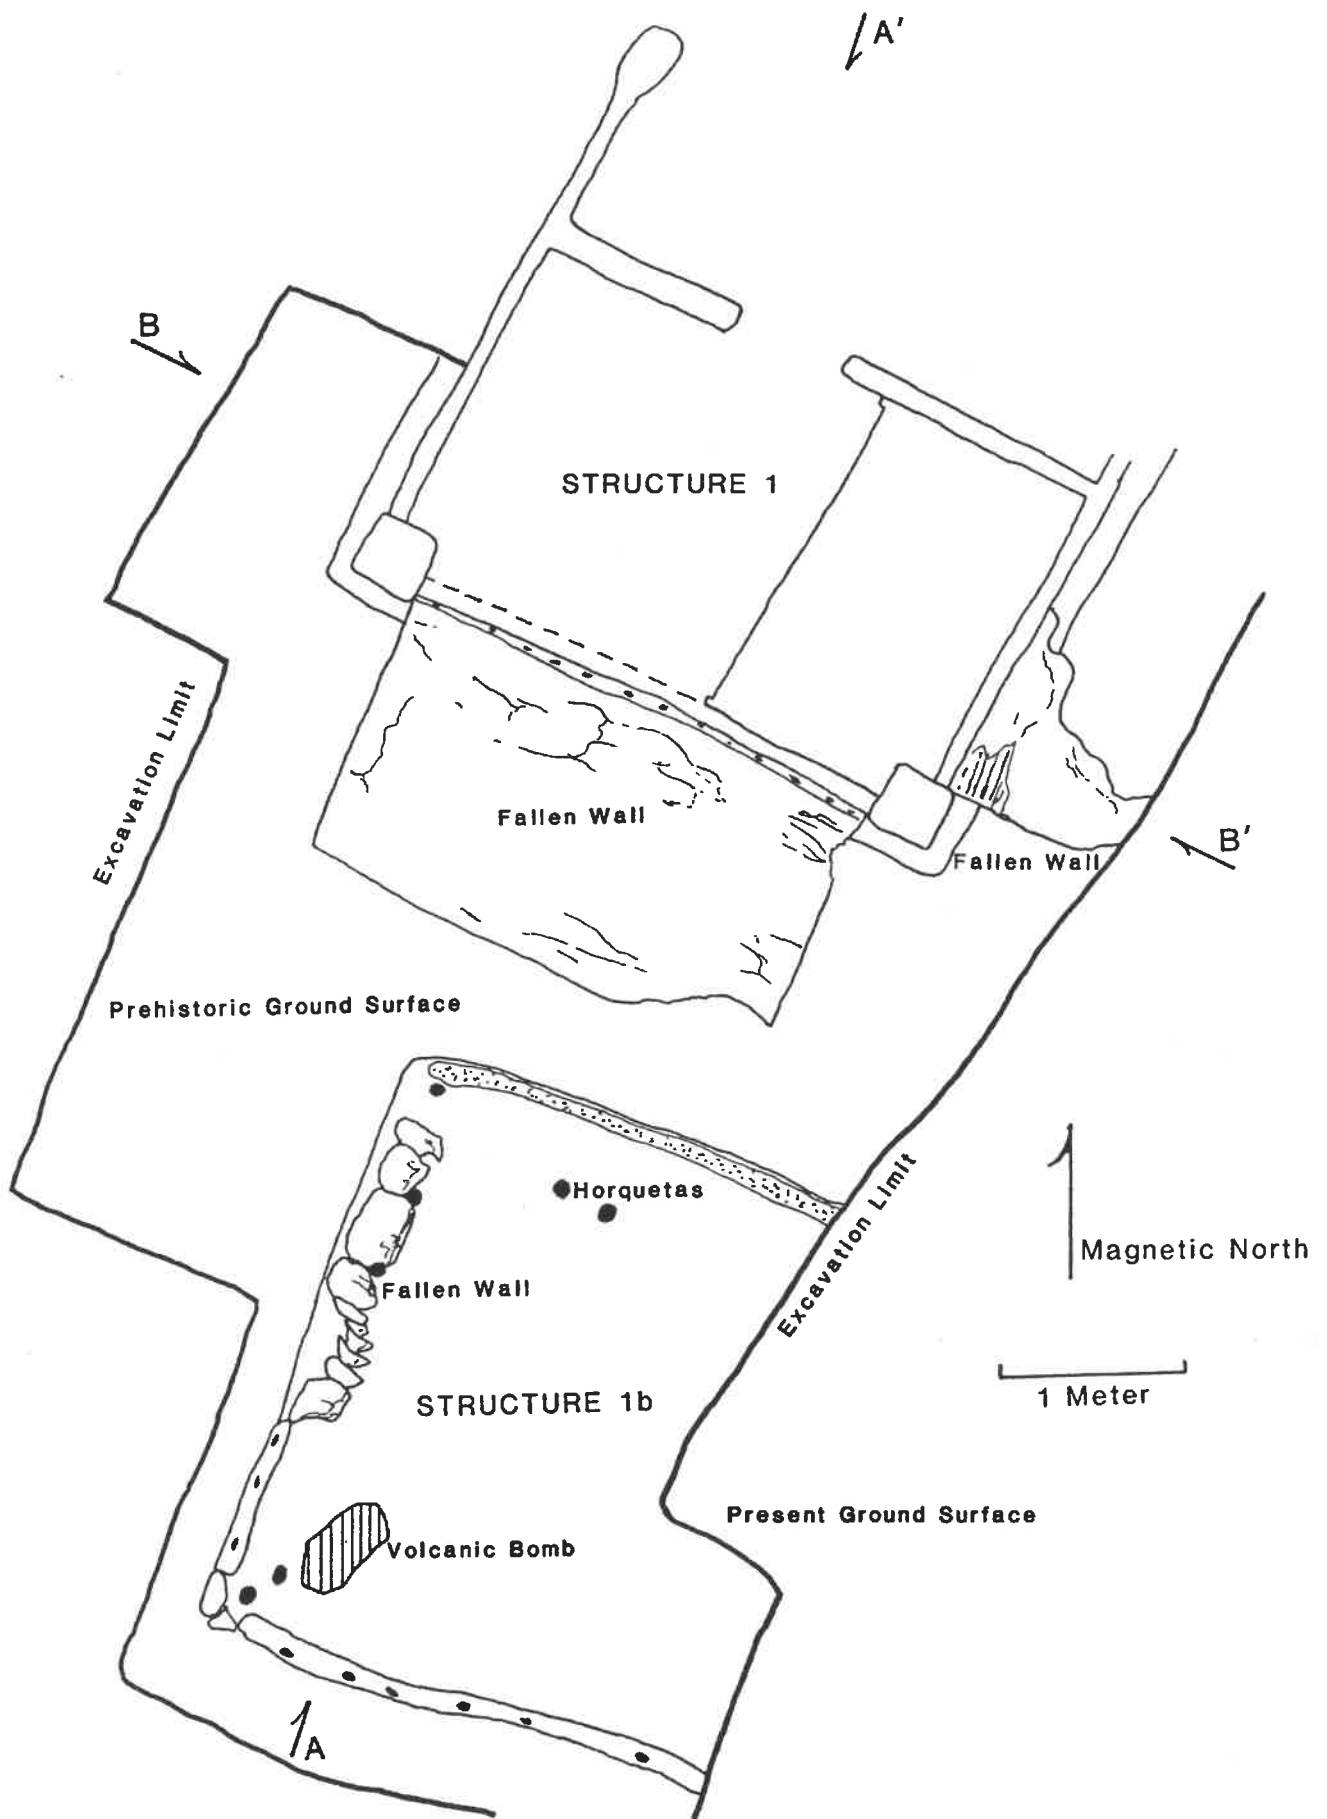 A'
B
STRUCTURE 1
Excavation Limit
Fallen Wall
B'
Fallen Wall
Prehistoric Ground Surface
Horquetas
Excavation Limit
Magnetic North
Fallen Wall
1 Meter
STRUCTURE 1b
Present Ground Surface
Volcanic Bomb
A